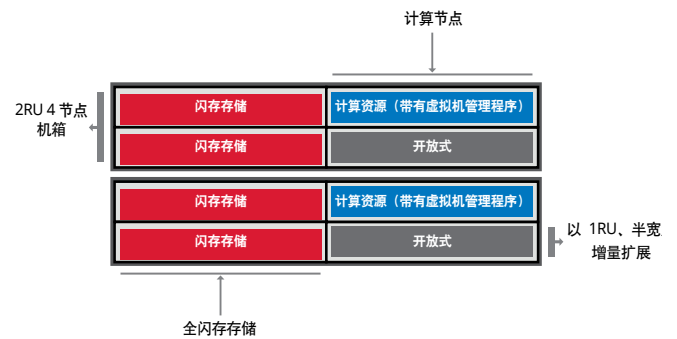 计算节点
2RU 4 节点
机箱
闪存存储
计算资源（带有虚拟机管理程序）
闪存存储
开放式
闪存存储
计算资源（带有虚拟机管理程序）
闪存存储
开放式
以 1RU、半宽
增量扩展
全闪存存储